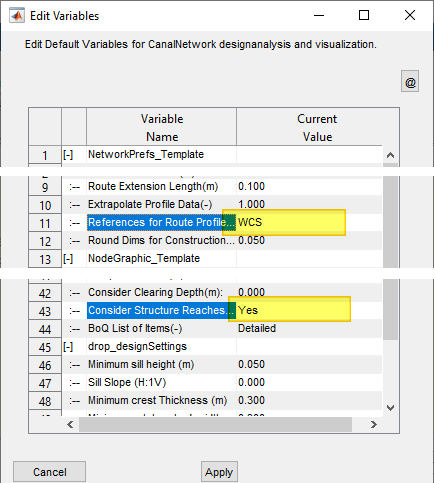 Edit Variables
Edit Default Variables for CanalNetwork designanalysis and visualization.
@
Variable Name Current Value
1 [-] NetworkPrefs_Template
9 :-- Route Extension Length(m) 0.100
10 :-- Extrapolate Profile Data(-) 1.000
11 :-- References for Route Profile... WCS
12 :-- Round Dims for Construction... 0.050
13 [-] NodeGraphic_Template
42 :-- Consider Clearing Depth(m): 0.000
43 :-- Consider Structure Reaches... Yes
44 :-- BoQ List of Items(-) Detailed
45 [-] drop_designSettings
46 :-- Minimum sill height (m) 0.050
47 :-- Sill Slope (H:1V) 0.000
48 :-- Minimum crest Thickness (m) 0.300
Cancel Apply